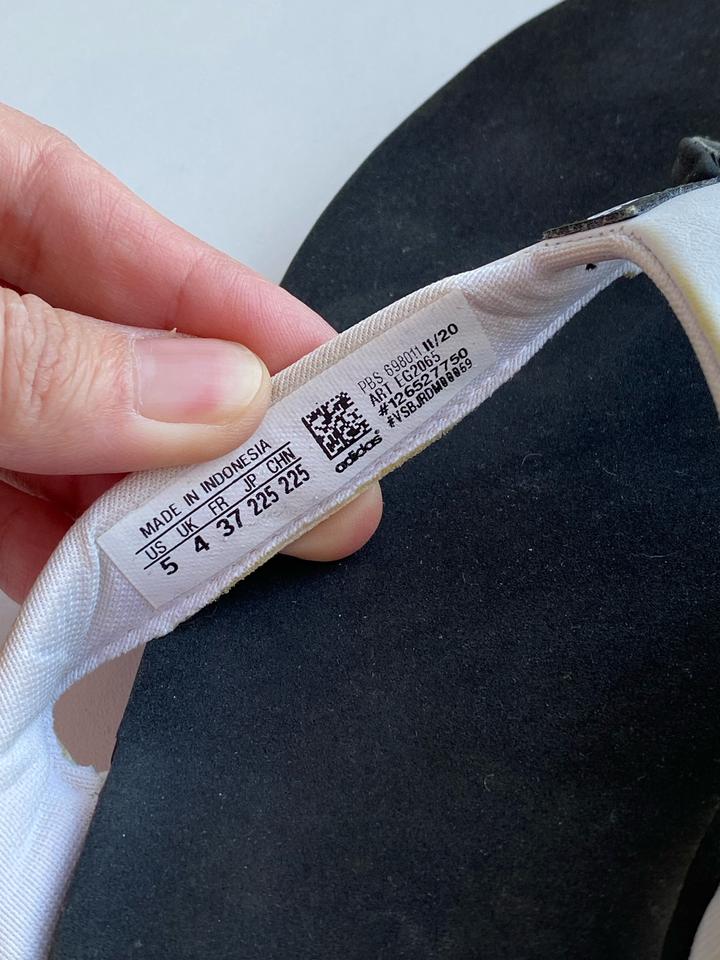 MADE IN INDONESIA
US UK FR JP CHN
5 4 37 225 225
adidas
PBS 698011 11/20
ART EG2065
#126527750
#VSBJRDM00069